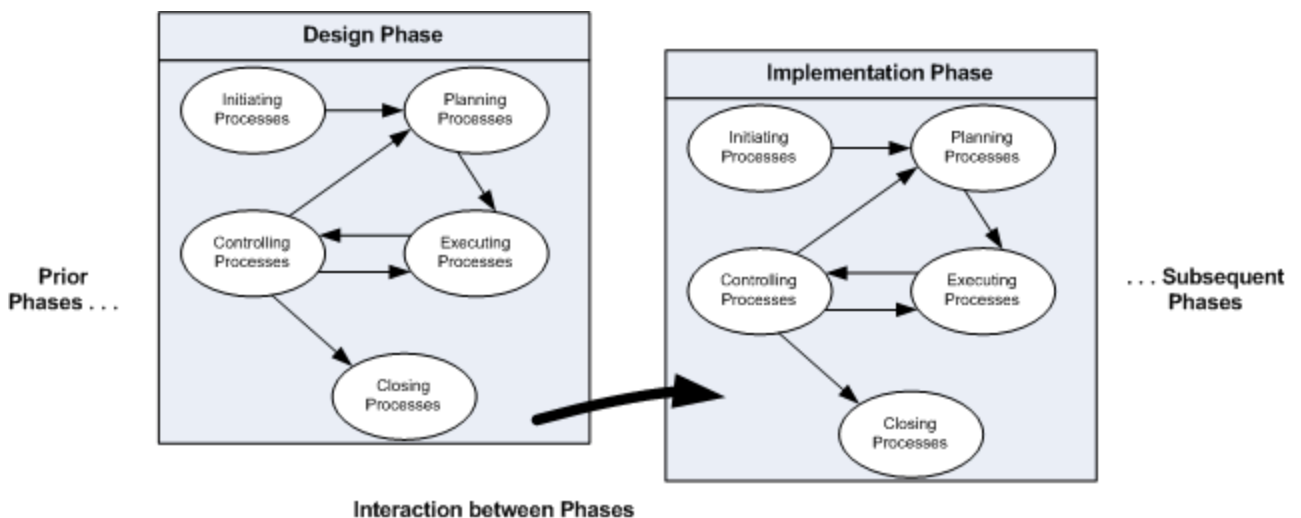 Design Phase
Initiating
Processes
Planning
Processes
Controlling
Processes
Executing
Processes
Closing
Processes
Prior
Phases . . .
Implementation Phase
Initiating
Processes
Planning
Processes
Controlling
Processes
Executing
Processes
Closing
Processes
. . . Subsequent
Phases
Interaction between Phases